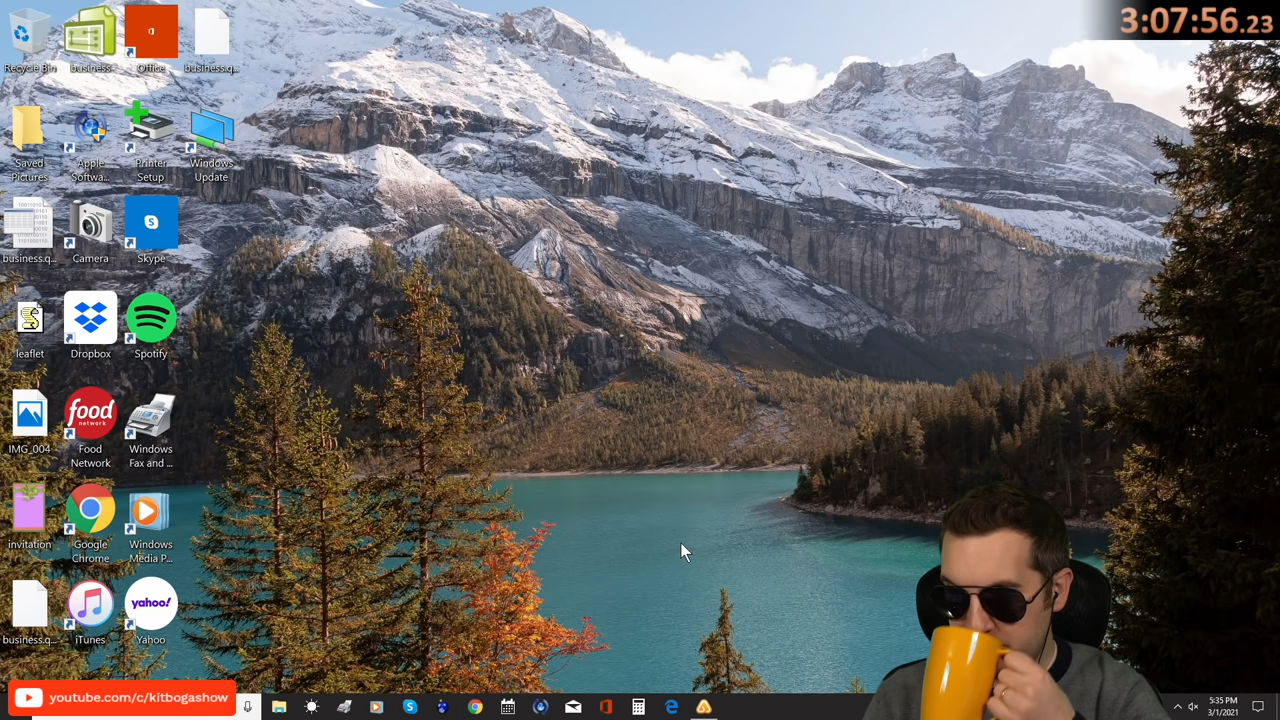 3:07:56.23
Recycle Bin
business
Office
business.q...
Saved Pictures
Apple Softwa...
Printer Setup
Windows Update
business.q...
Camera
Skype
leaflet
Dropbox
Spotify
IMG_004
food network
Food Network
Windows Fax and ...
invitation
Google Chrome
Windows Media P...
business.q...
iTunes
yahoo!
Yahoo
youtube.com/c/kitbogashow
5:35 PM
3/1/2021